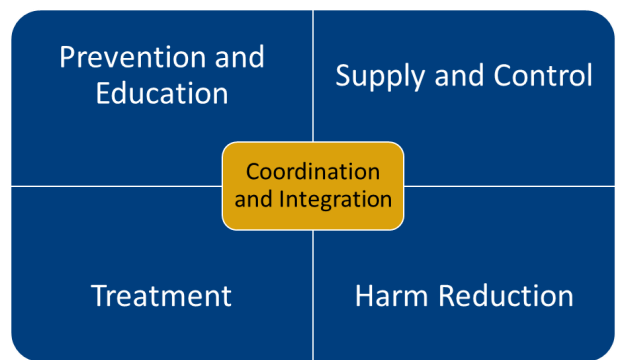 Prevention and
Education
Supply and Control
Coordination
and Integration
Treatment
Harm Reduction